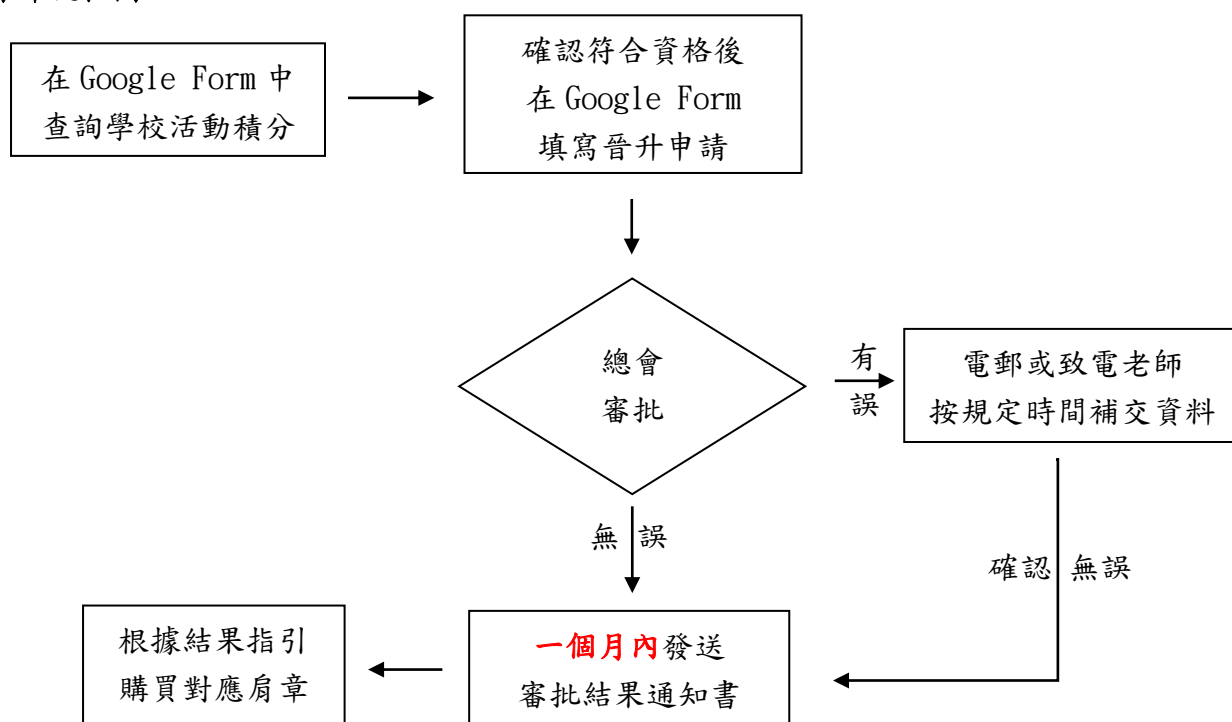 在 Google Form 中
查詢學校活動積分
確認符合資格後
在 Google Form
填寫晉升申請
總會
審批
有
誤
電郵或致電老師
按規定時間補交資料
無 誤
確認 無誤
一個月內發送
審批結果通知書
根據結果指引
購買對應肩章